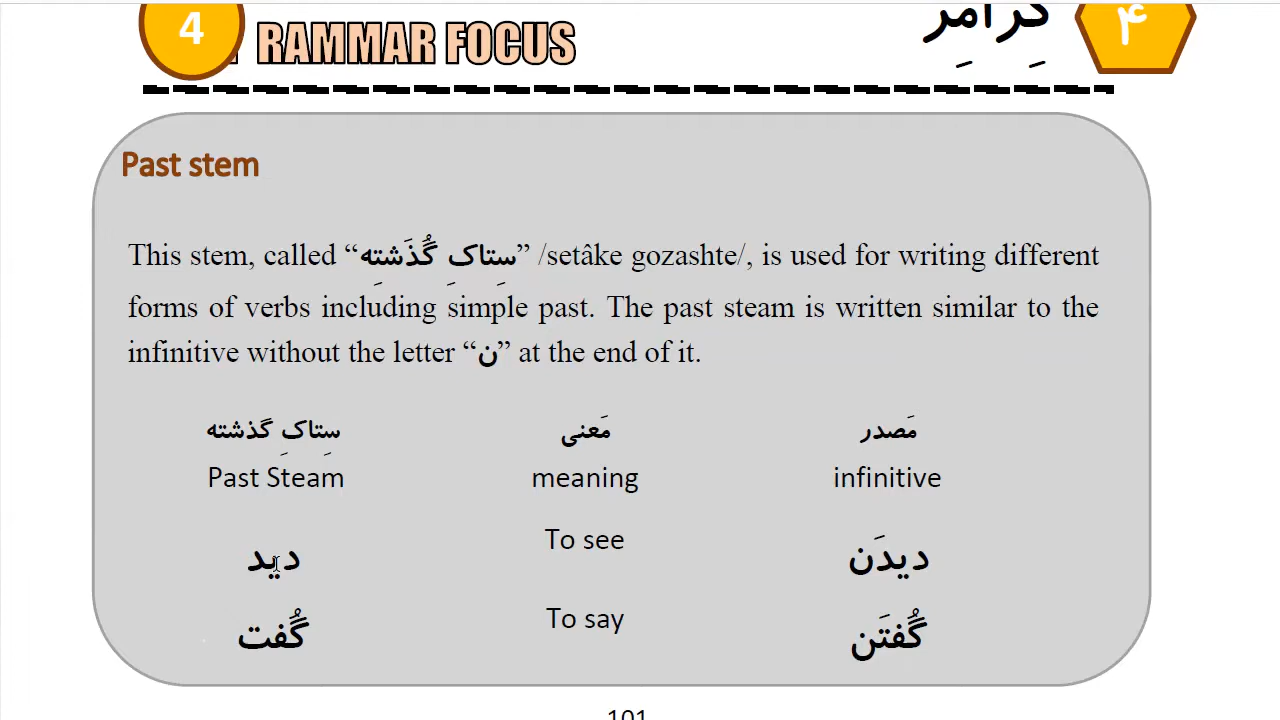 4 RAMMAR FOCUS گِرامِر ۴
Past stem
This stem, called “سِتاکِ گُذَشتِه” /setâke gozashte/, is used for writing different
forms of verbs including simple past. The past steam is written similar to the
infinitive without the letter “ن” at the end of it.
سِتاکِ گذشته مَعنی مَصدر
Past Steam meaning infinitive
دید To see دیدَن
گُفت To say گُفتَن
101